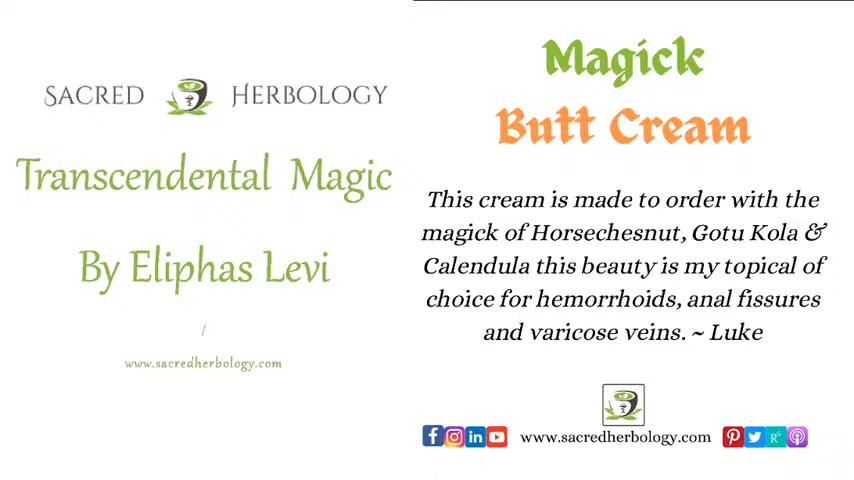 SACRED HERBOLOGY
Transcendental Magic
By Eliphas Levi
/
www.sacredherbology.com
Magick
Butt Cream
This cream is made to order with the
magick of Horsechesnut, Gotu Kola &
Calendula this beauty is my topical of
choice for hemorrhoids, anal fissures
and varicose veins. ~ Luke
www.sacredherbology.com